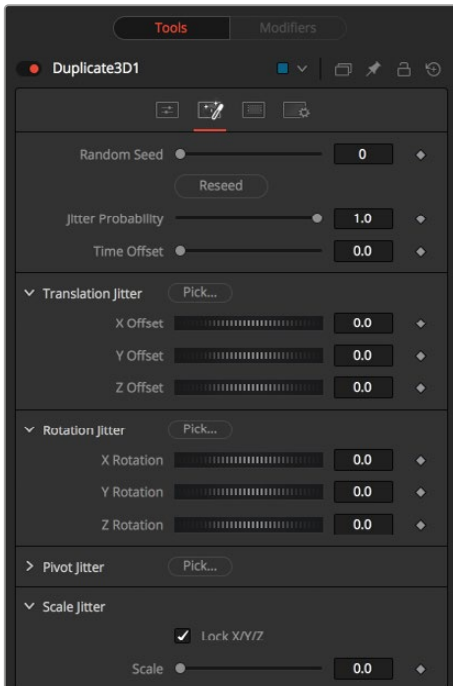 Tools Modifiers
Duplicate3D1
Random Seed 0
Reseed
Jitter Probability 1.0
Time Offset 0.0
Translation Jitter Pick...
X Offset 0.0
Y Offset 0.0
Z Offset 0.0
Rotation Jitter Pick...
X Rotation 0.0
Y Rotation 0.0
Z Rotation 0.0
Pivot Jitter Pick...
Scale Jitter
Lock X/Y/Z
Scale 0.0